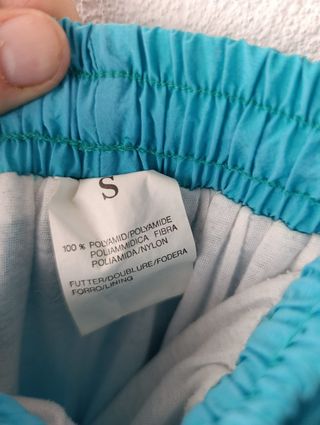 S
100 % POLYAMID/POLYAMIDE
POLIAMMIDICA FIBRA
POLIAMIDA/NYLON
FUTTER/DOUBLURE/FODERA
FORRO/LINING